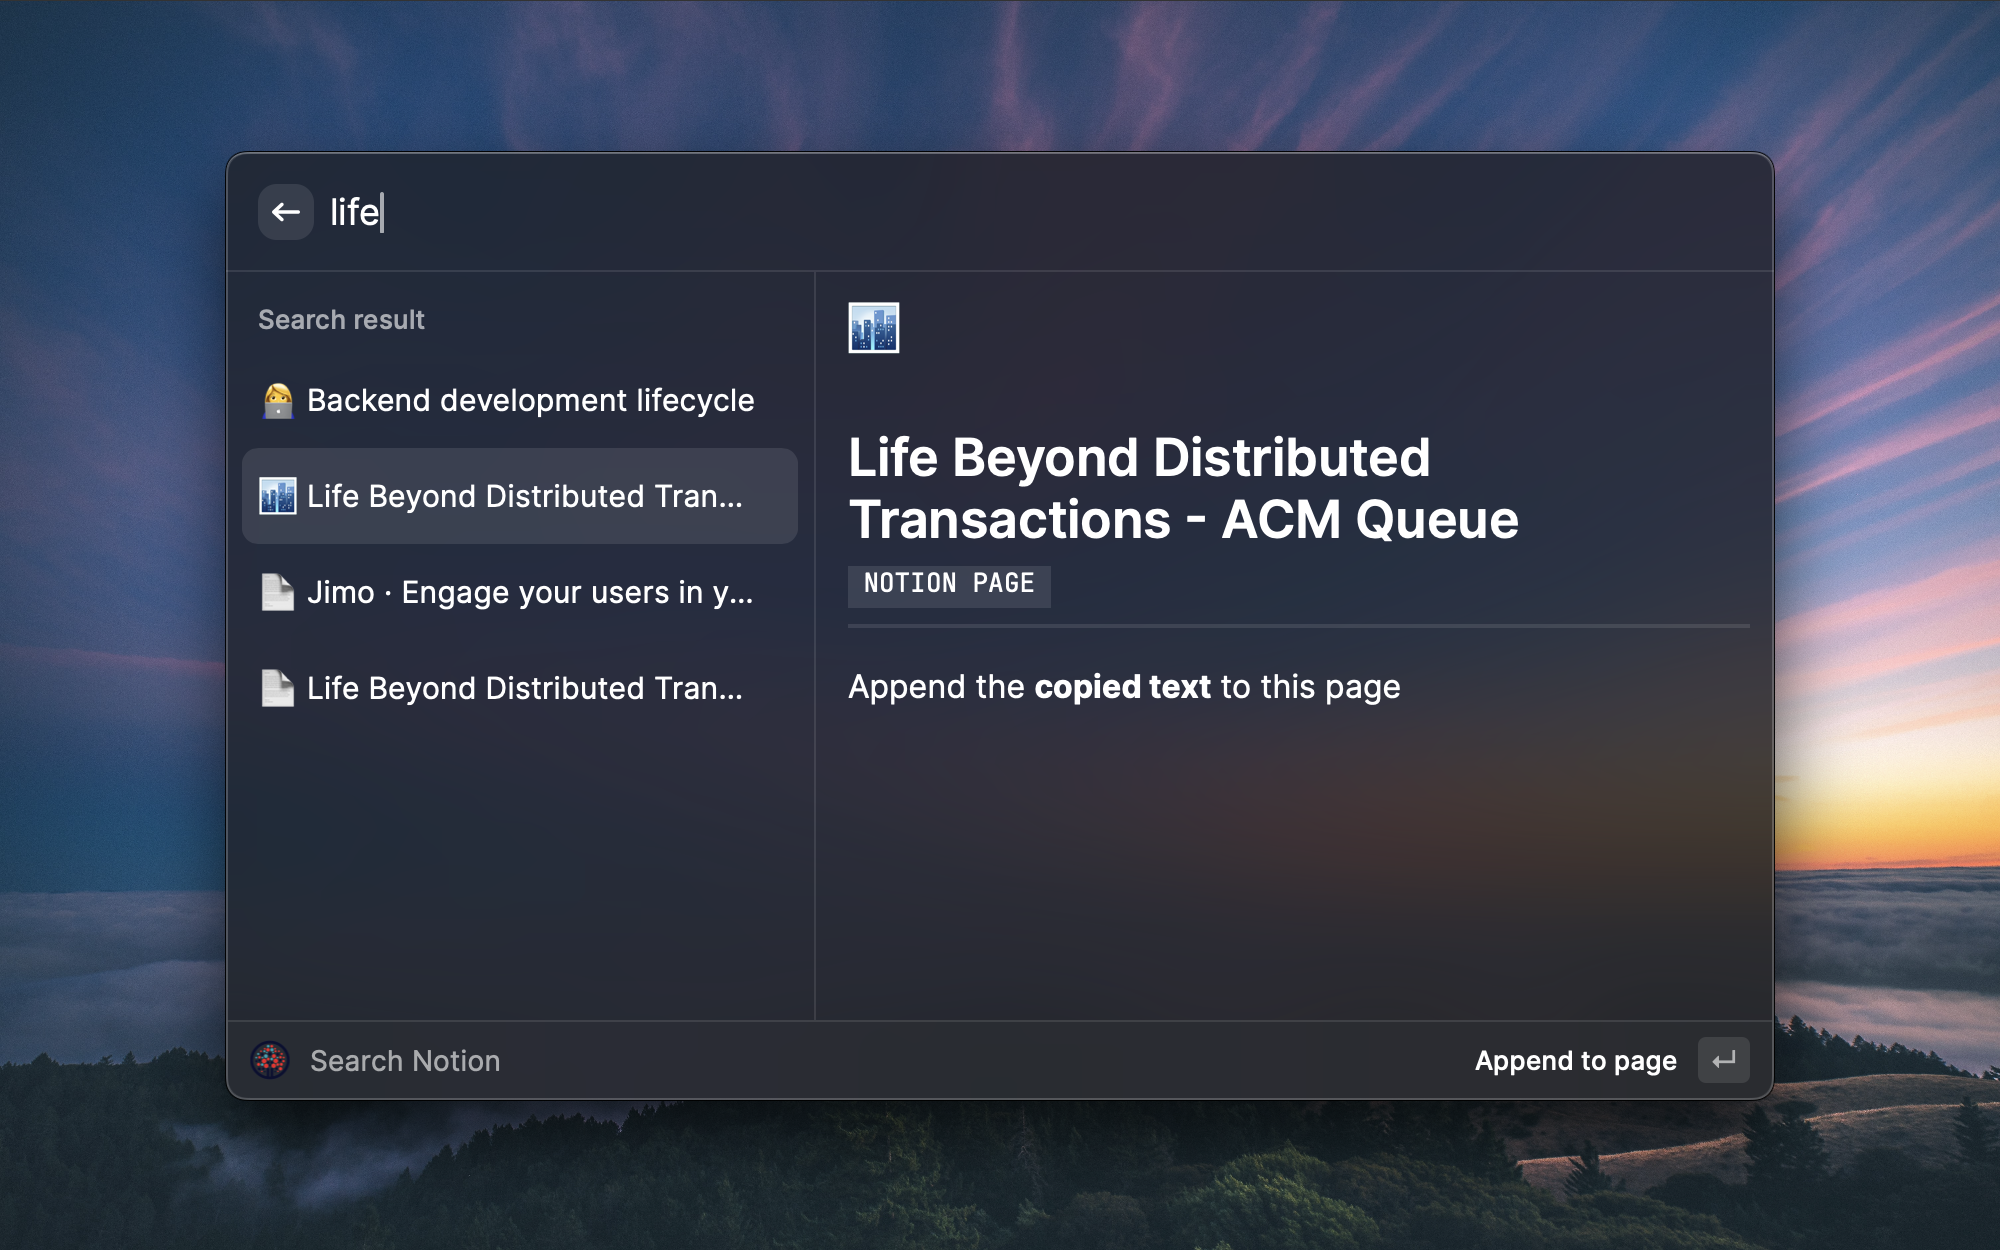 life
Search result
Backend development lifecycle
Life Beyond Distributed Tran...
Jimo · Engage your users in y...
Life Beyond Distributed Tran...
Life Beyond Distributed
Transactions - ACM Queue
NOTION PAGE
Append the copied text to this page
Search Notion
Append to page